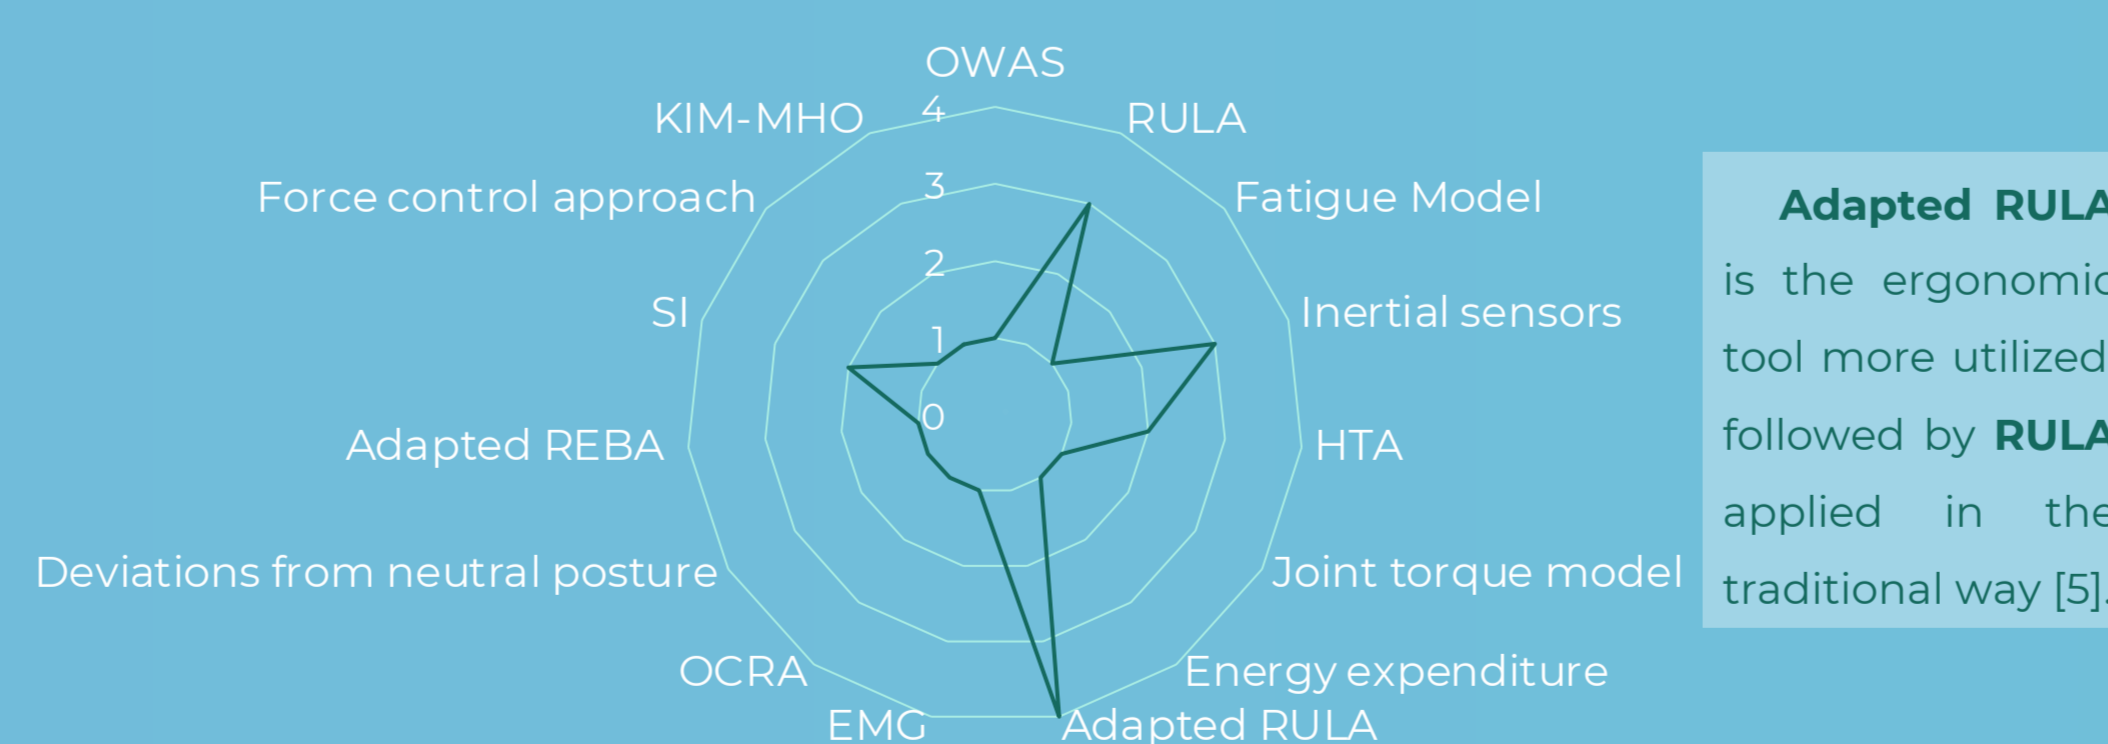 OWAS
RULA
Fatigue Model
Inertial sensors
HTA
Joint torque model
Energy expenditure
Adapted RULA
EMG
OCRA
Deviations from neutral posture
Adapted REBA
SI
Force control approach
KIM-MHO
4
3
2
1
0
Adapted RULA
is the ergonomic
tool more utilized
followed by RULA
applied in the
traditional way [5].